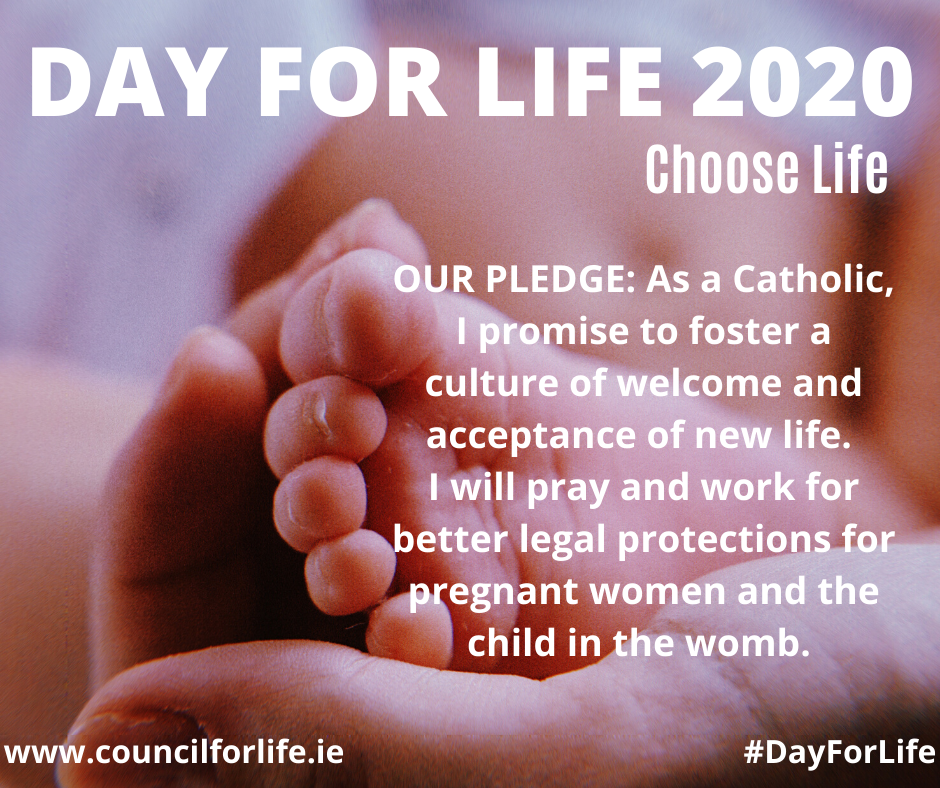 DAY FOR LIFE 2020
Choose Life
OUR PLEDGE: As a Catholic,
I promise to foster a
culture of welcome and
acceptance of new life.
I will pray and work for
better legal protections for
pregnant women and the
child in the womb.
www.councilforlife.ie
#DayForLife